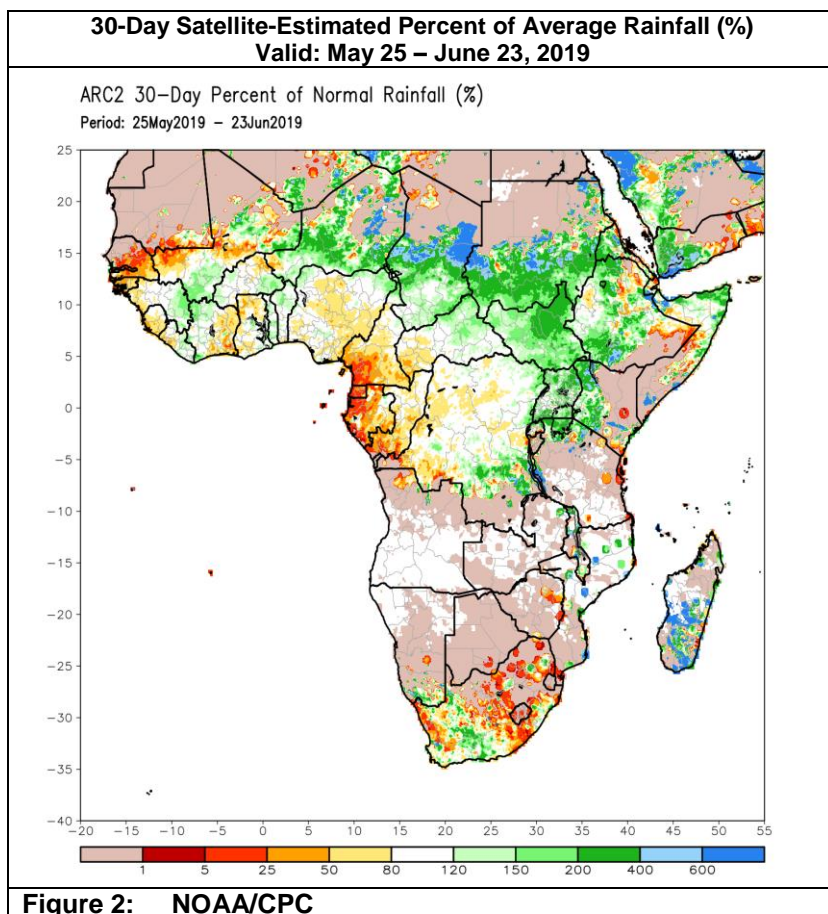 30-Day Satellite-Estimated Percent of Average Rainfall (%)
Valid: May 25 – June 23, 2019
ARC2 30-Day Percent of Normal Rainfall (%)
Period: 25May2019 – 23Jun2019
25
20
15
10
5
0
-5
-10
-15
-20
-25
-30
-35
-40
-20 -15 -10 -5 0 5 10 15 20 25 30 35 40 45 50 55
1 5 25 50 80 120 150 200 400 600
Figure 2: NOAA/CPC